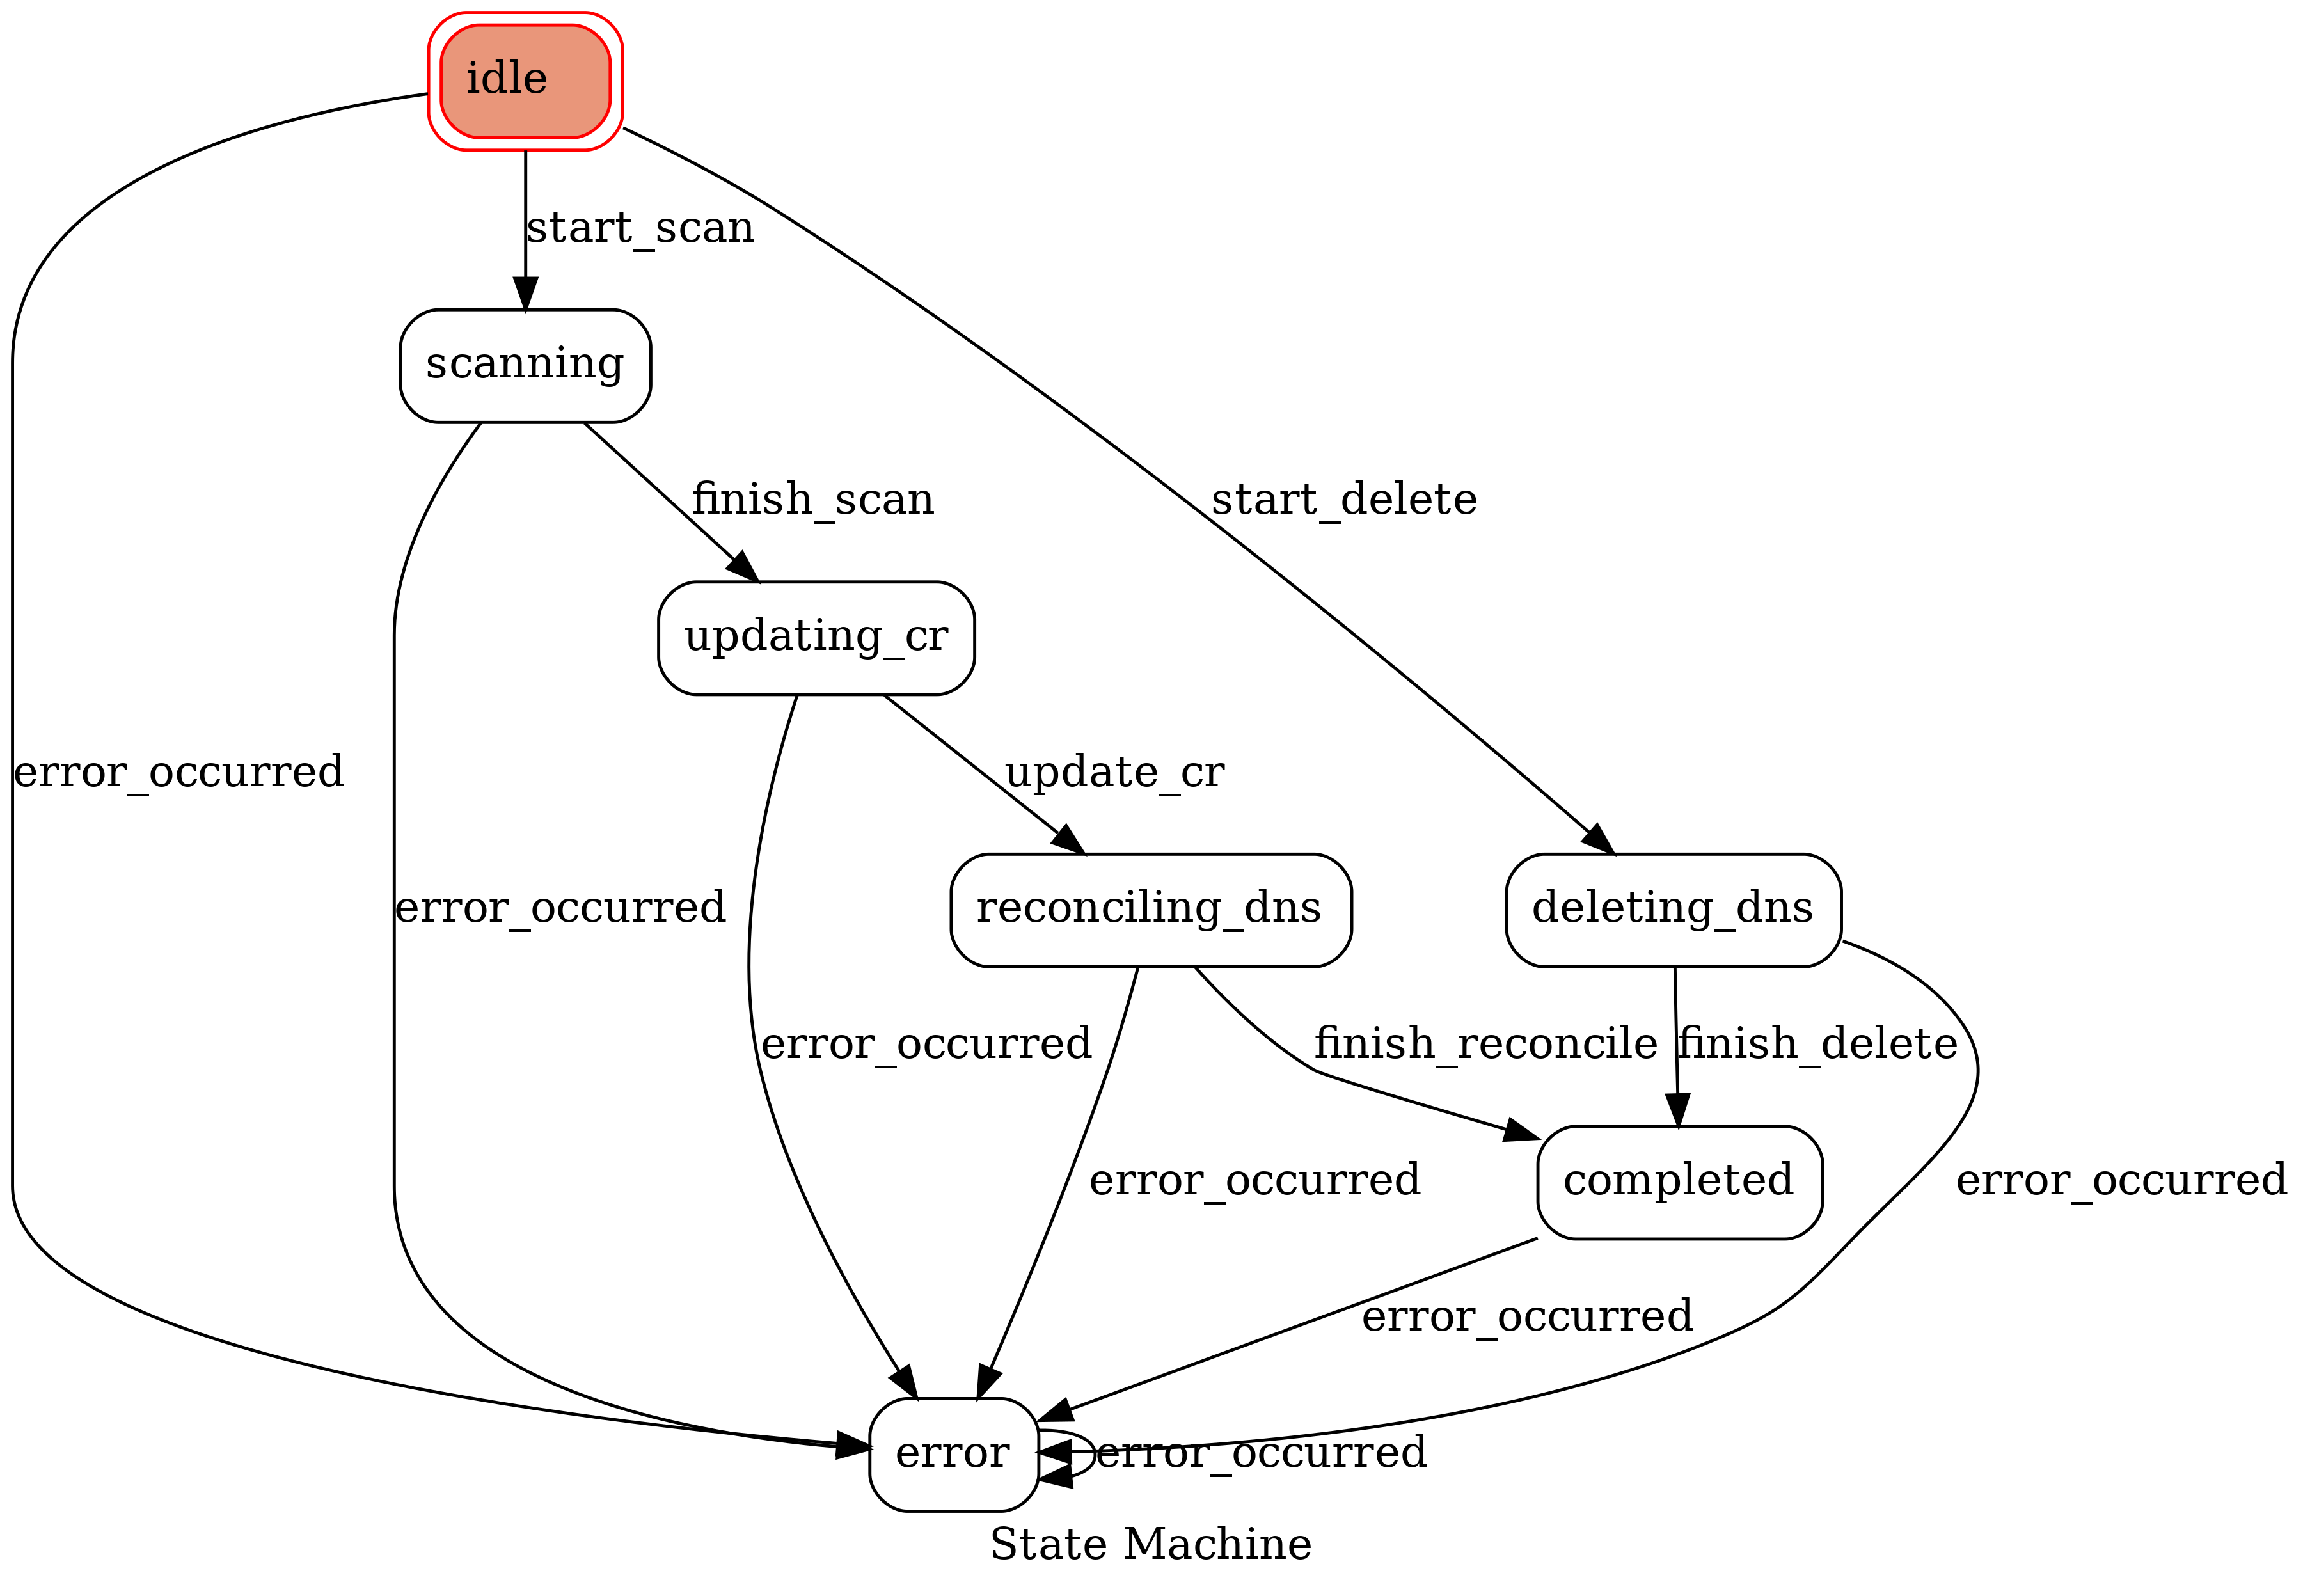 idle
start_scan
scanning
finish_scan
start_delete
updating_cr
error_occurred
update_cr
error_occurred
reconciling_dns
deleting_dns
error_occurred
finish_reconcile
finish_delete
error_occurred
completed
error_occurred
error_occurred
error
error_occurred
State Machine